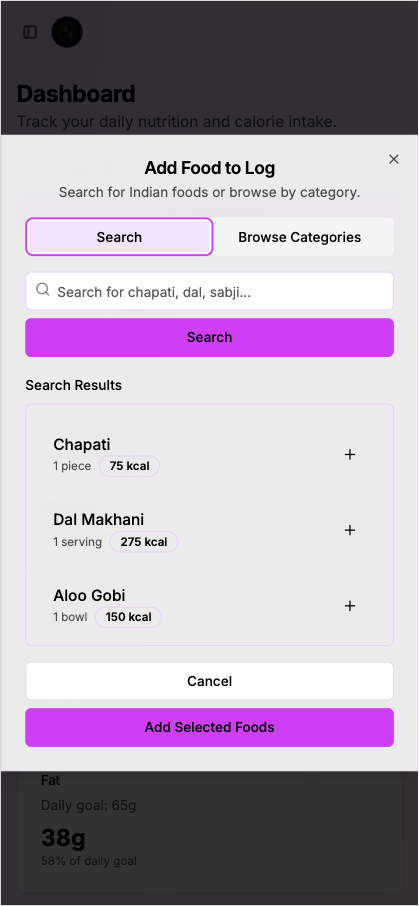 Dashboard
Track your daily nutrition and calorie intake.
Add Food to Log
Search for Indian foods or browse by category.
Search
Browse Categories
Search for chapati, dal, sabji...
Search
Search Results
Chapati
1 piece 75 kcal
Dal Makhani
1 serving 275 kcal
Aloo Gobi
1 bowl 150 kcal
Cancel
Add Selected Foods
Fat
Daily goal: 65g
38g
58% of daily goal